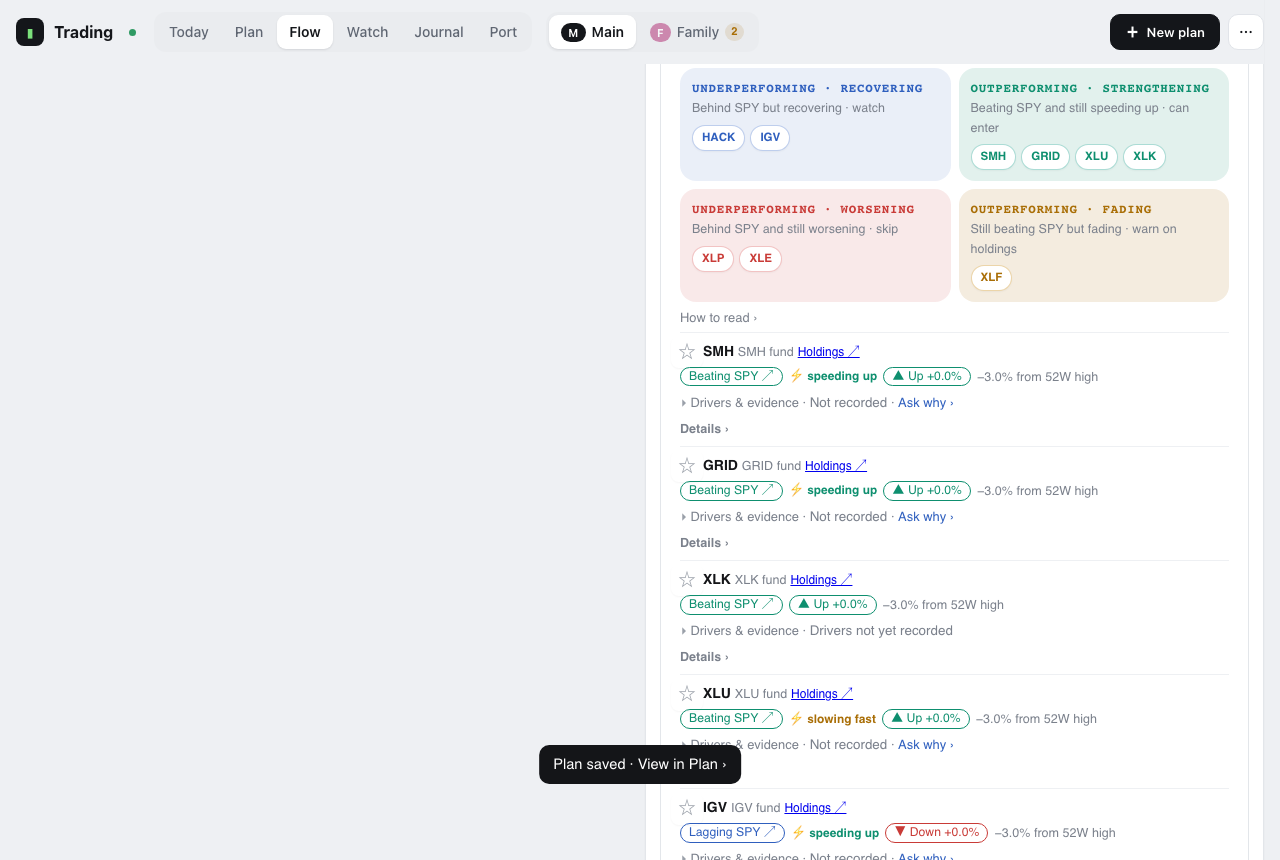 Trading
Today
Plan
Flow
Watch
Journal
Port
M Main
F Family 2
+ New plan
...
UNDERPERFORMING · RECOVERING
Behind SPY but recovering · watch
HACK IGV
OUTPERFORMING · STRENGTHENING
Beating SPY and still speeding up · can
enter
SMH GRID XLU XLK
UNDERPERFORMING · WORSENING
Behind SPY and still worsening · skip
XLP XLE
OUTPERFORMING · FADING
Still beating SPY but fading · warn on
holdings
XLF
How to read ›
☆ SMH SMH fund Holdings ↗
Beating SPY ↗ ⚡ speeding up ▲ Up +0.0% −3.0% from 52W high
Drivers & evidence · Not recorded · Ask why ›
Details ›
☆ GRID GRID fund Holdings ↗
Beating SPY ↗ ⚡ speeding up ▲ Up +0.0% −3.0% from 52W high
Drivers & evidence · Not recorded · Ask why ›
Details ›
☆ XLK XLK fund Holdings ↗
Beating SPY ↗ ▲ Up +0.0% −3.0% from 52W high
Drivers & evidence · Drivers not yet recorded
Details ›
☆ XLU XLU fund Holdings ↗
Beating SPY ↗ ⚡ slowing fast ▲ Up +0.0% −3.0% from 52W high
Drivers & evidence · Not recorded · Ask why ›
Plan saved · View in Plan ›
☆ IGV IGV fund Holdings ↗
Lagging SPY ↗ ⚡ speeding up ▼ Down +0.0% −3.0% from 52W high
Drivers & evidence · Not recorded · Ask why ›